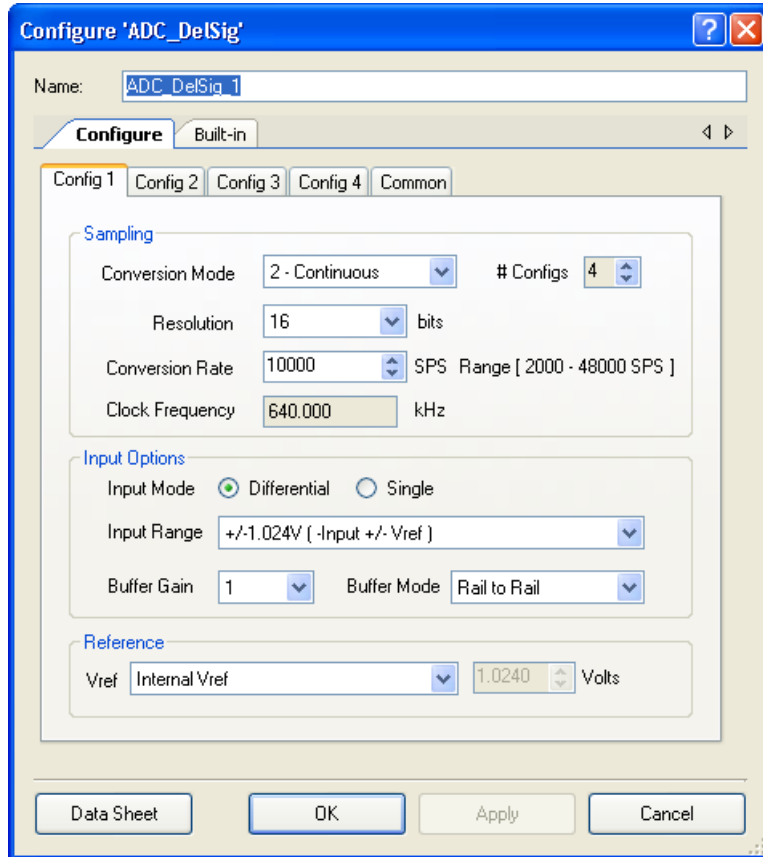 Configure 'ADC_DelSig'
Name: ADC_DelSig_1
Configure Built-in
Config 1 Config 2 Config 3 Config 4 Common
Sampling
Conversion Mode 2 - Continuous # Configs 4
Resolution 16 bits
Conversion Rate 10000 SPS Range [ 2000 - 48000 SPS ]
Clock Frequency 640.000 kHz
Input Options
Input Mode Differential Single
Input Range +/-1.024V ( -Input +/- Vref )
Buffer Gain 1 Buffer Mode Rail to Rail
Reference
Vref Internal Vref 1.0240 Volts
Data Sheet OK Apply Cancel